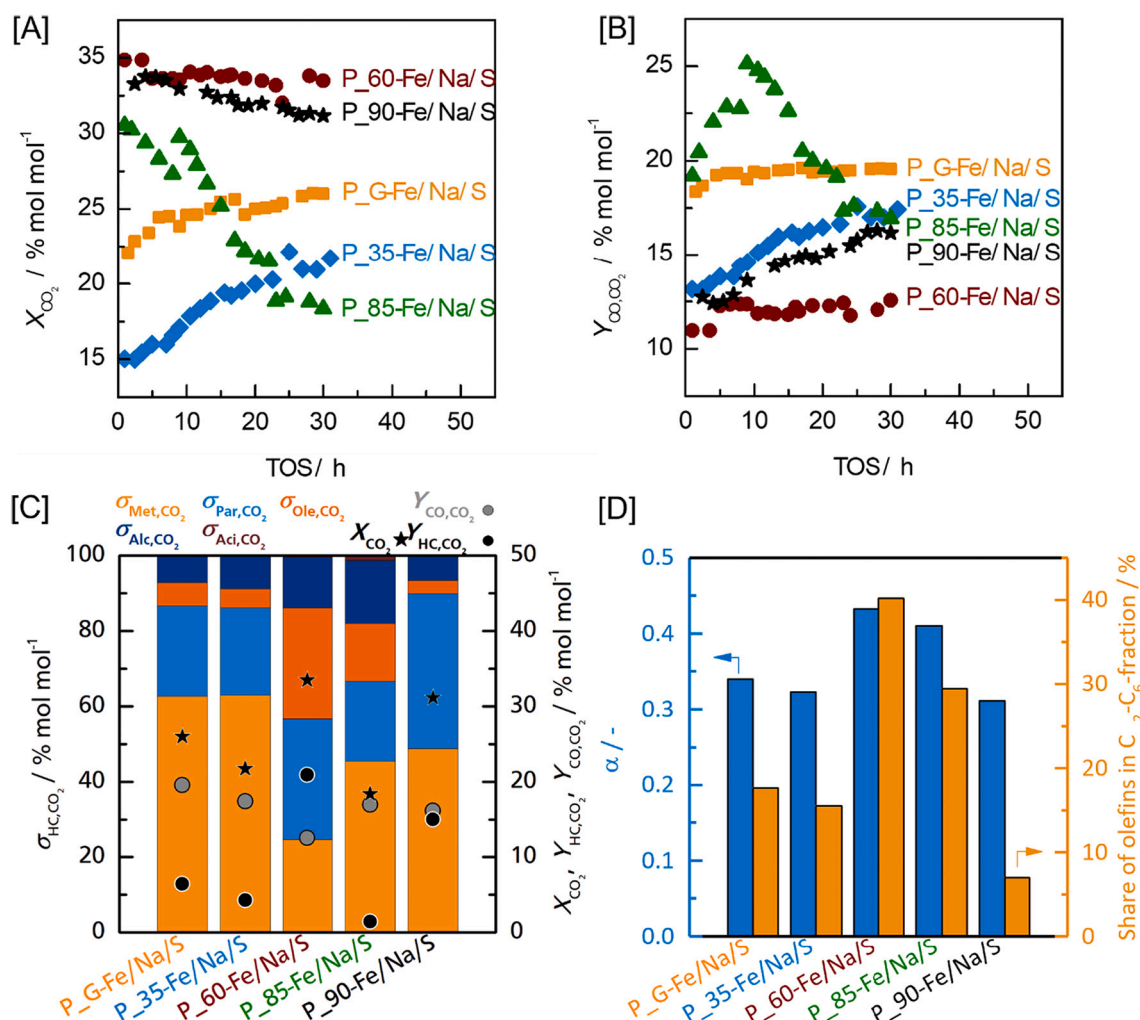 [A]
35
30
25
20
15
0
10
20
30
40
50
X_CO₂ / % mol mol⁻¹
TOS/ h
P_60-Fe/ Na/ S
P_90-Fe/ Na/ S
P_G-Fe/ Na/ S
P_35-Fe/ Na/ S
P_85-Fe/ Na/ S
[B]
25
20
15
10
0
10
20
30
40
50
Y_CO,CO₂ / % mol mol⁻¹
TOS/ h
P_G-Fe/ Na/ S
P_35-Fe/ Na/ S
P_85-Fe/ Na/ S
P_90-Fe/ Na/ S
P_60-Fe/ Na/ S
[C]
σ_Met,CO₂ σ_Par,CO₂ σ_Ole,CO₂ Y_CO,CO₂
σ_Alc,CO₂ σ_Aci,CO₂ X_CO₂ Y_HC,CO₂
100
80
60
40
20
0
50
40
30
20
10
0
σ_HC,CO₂ / % mol mol⁻¹
X_CO₂, Y_HC,CO₂, Y_CO,CO₂ / % mol mol⁻¹
P_G-Fe/Na/S
P_35-Fe/Na/S
P_60-Fe/Na/S
P_85-Fe/Na/S
P_90-Fe/Na/S
[D]
0.5
0.4
0.3
0.2
0.1
0.0
40
30
20
10
0
α / -
Share of olefins in C₂-C₆-fraction / %
P_G-Fe/Na/S
P_35-Fe/Na/S
P_60-Fe/Na/S
P_85-Fe/Na/S
P_90-Fe/Na/S